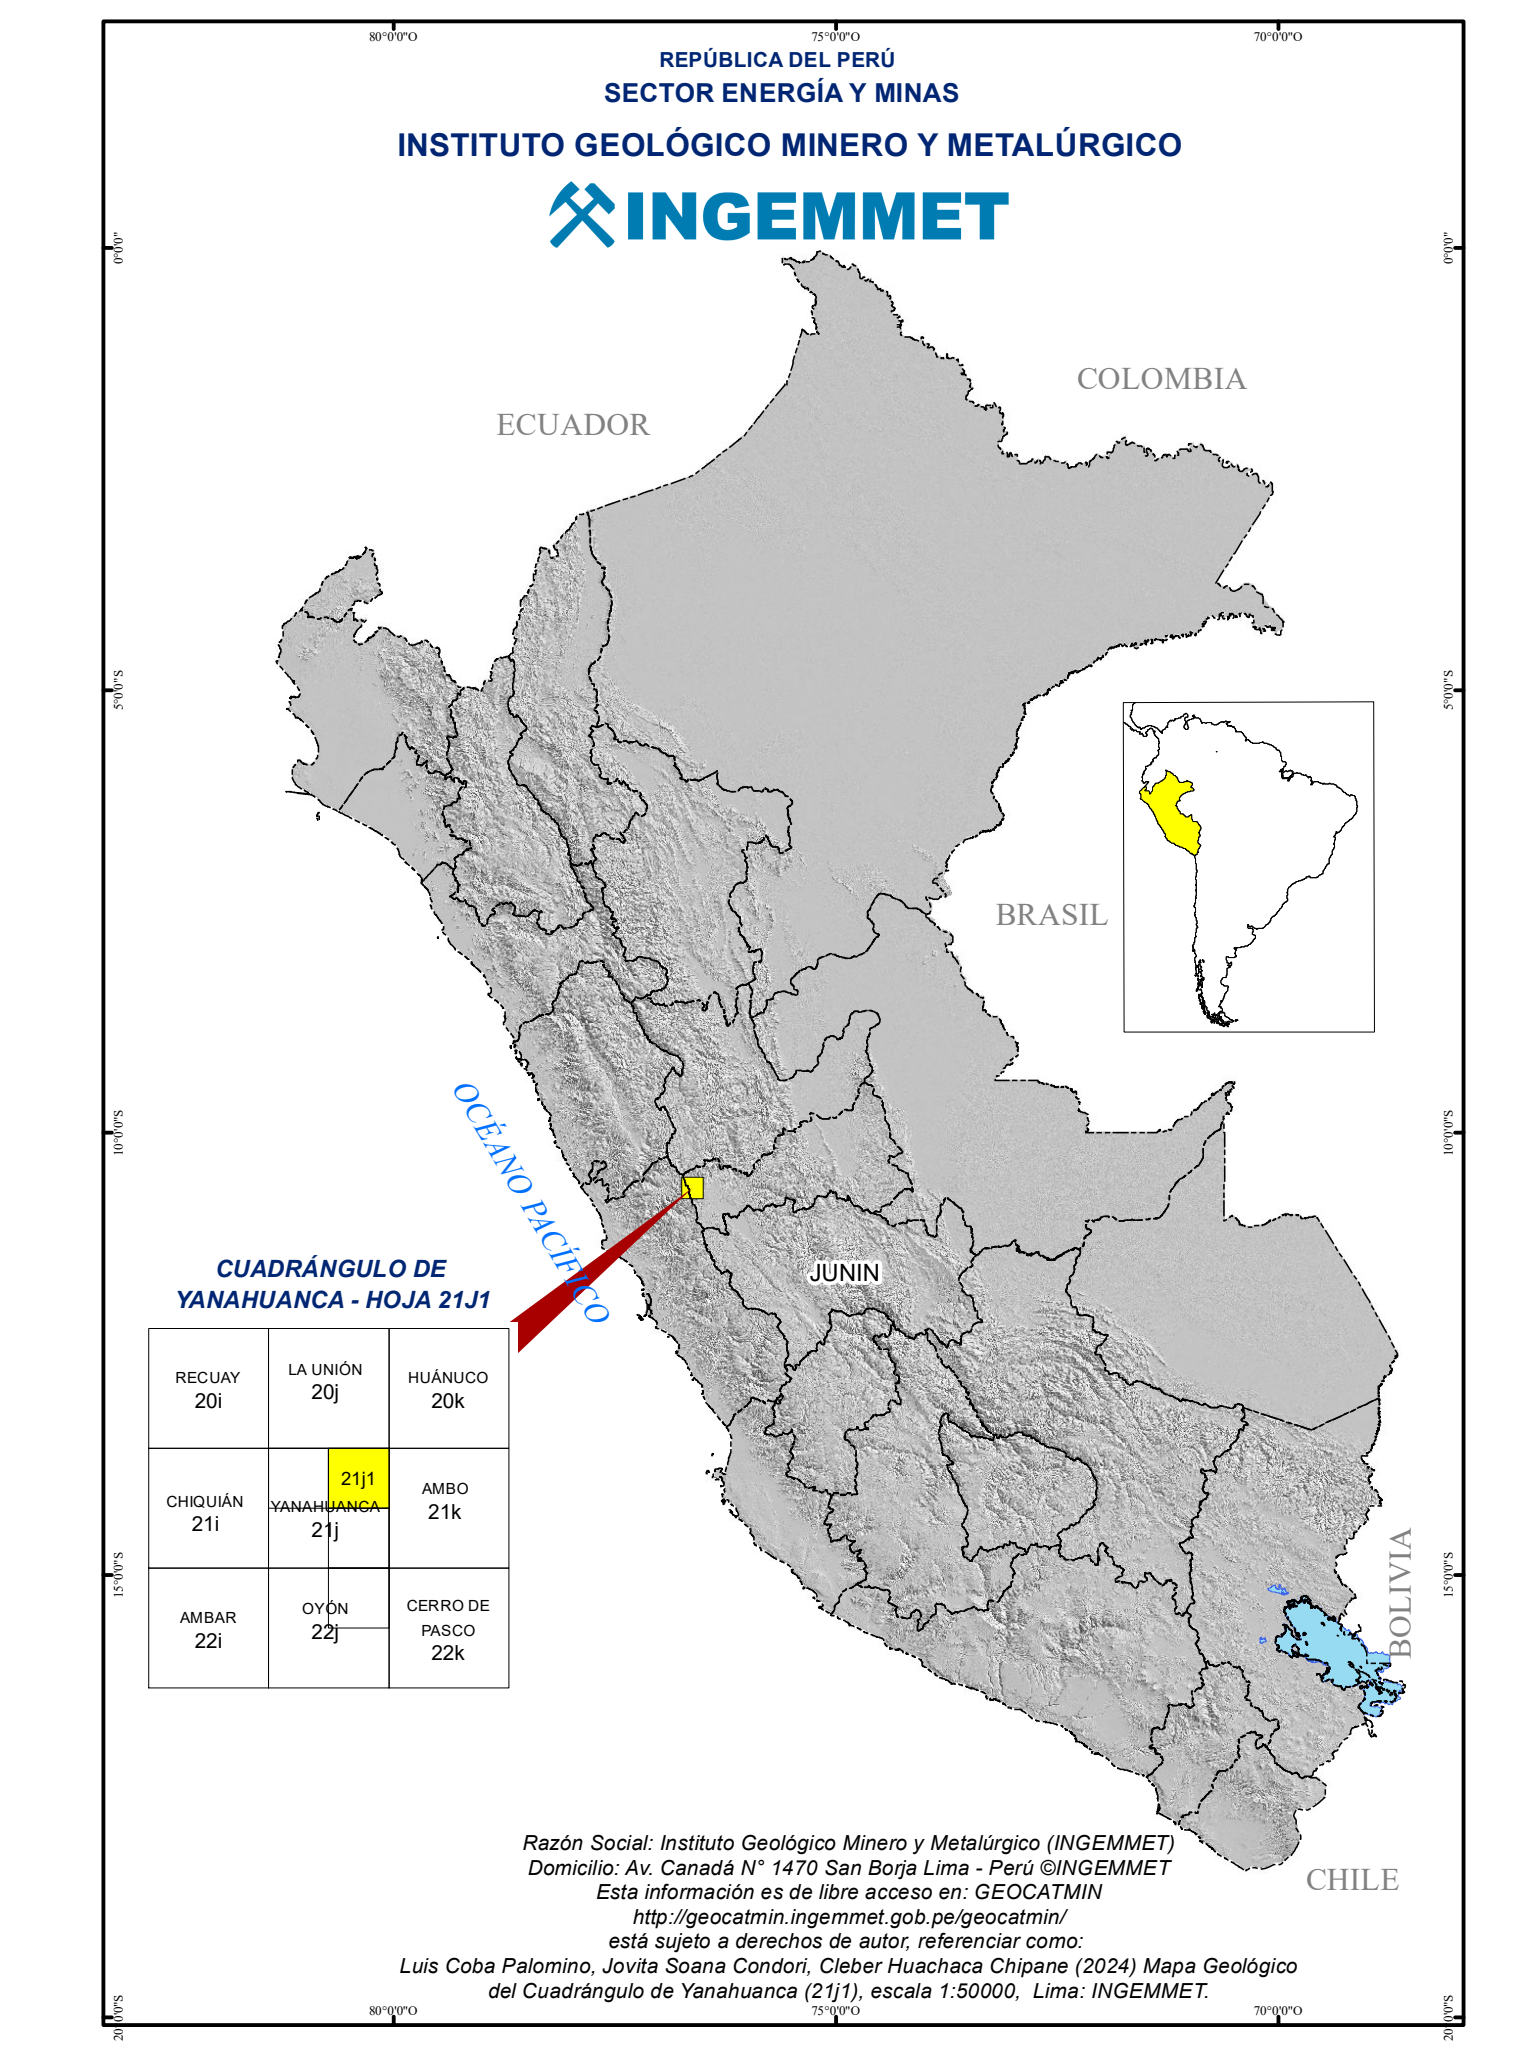 80°0'0"O
75°0'0"O
70°0'0"O
REPÚBLICA DEL PERÚ
SECTOR ENERGÍA Y MINAS
INSTITUTO GEOLÓGICO MINERO Y METALÚRGICO
INGEMMET
0°0'0"
0°0'0"
COLOMBIA
ECUADOR
5°0'0"S
5°0'0"S
BRASIL
OCÉANO PACÍFICO
10°0'0"S
10°0'0"S
JUNIN
CUADRÁNGULO DE
YANAHUANCA - HOJA 21J1
RECUAY
20i
LA UNIÓN
20j
HUÁNUCO
20k
CHIQUIÁN
21i
21j1
YANAHUANCA
21j
AMBO
21k
AMBAR
22i
OYÓN
22j
CERRO DE
PASCO
22k
15°0'0"S
15°0'0"S
BOLIVIA
CHILE
Razón Social: Instituto Geológico Minero y Metalúrgico (INGEMMET)
Domicilio: Av. Canadá N° 1470 San Borja Lima - Perú ©INGEMMET
Esta información es de libre acceso en: GEOCATMIN
http://geocatmin.ingemmet.gob.pe/geocatmin/
está sujeto a derechos de autor, referenciar como:
Luis Coba Palomino, Jovita Soana Condori, Cleber Huachaca Chipane (2024) Mapa Geológico
del Cuadrángulo de Yanahuanca (21j1), escala 1:50000, Lima: INGEMMET.
20°0'0"S
20°0'0"S
80°0'0"O
75°0'0"O
70°0'0"O